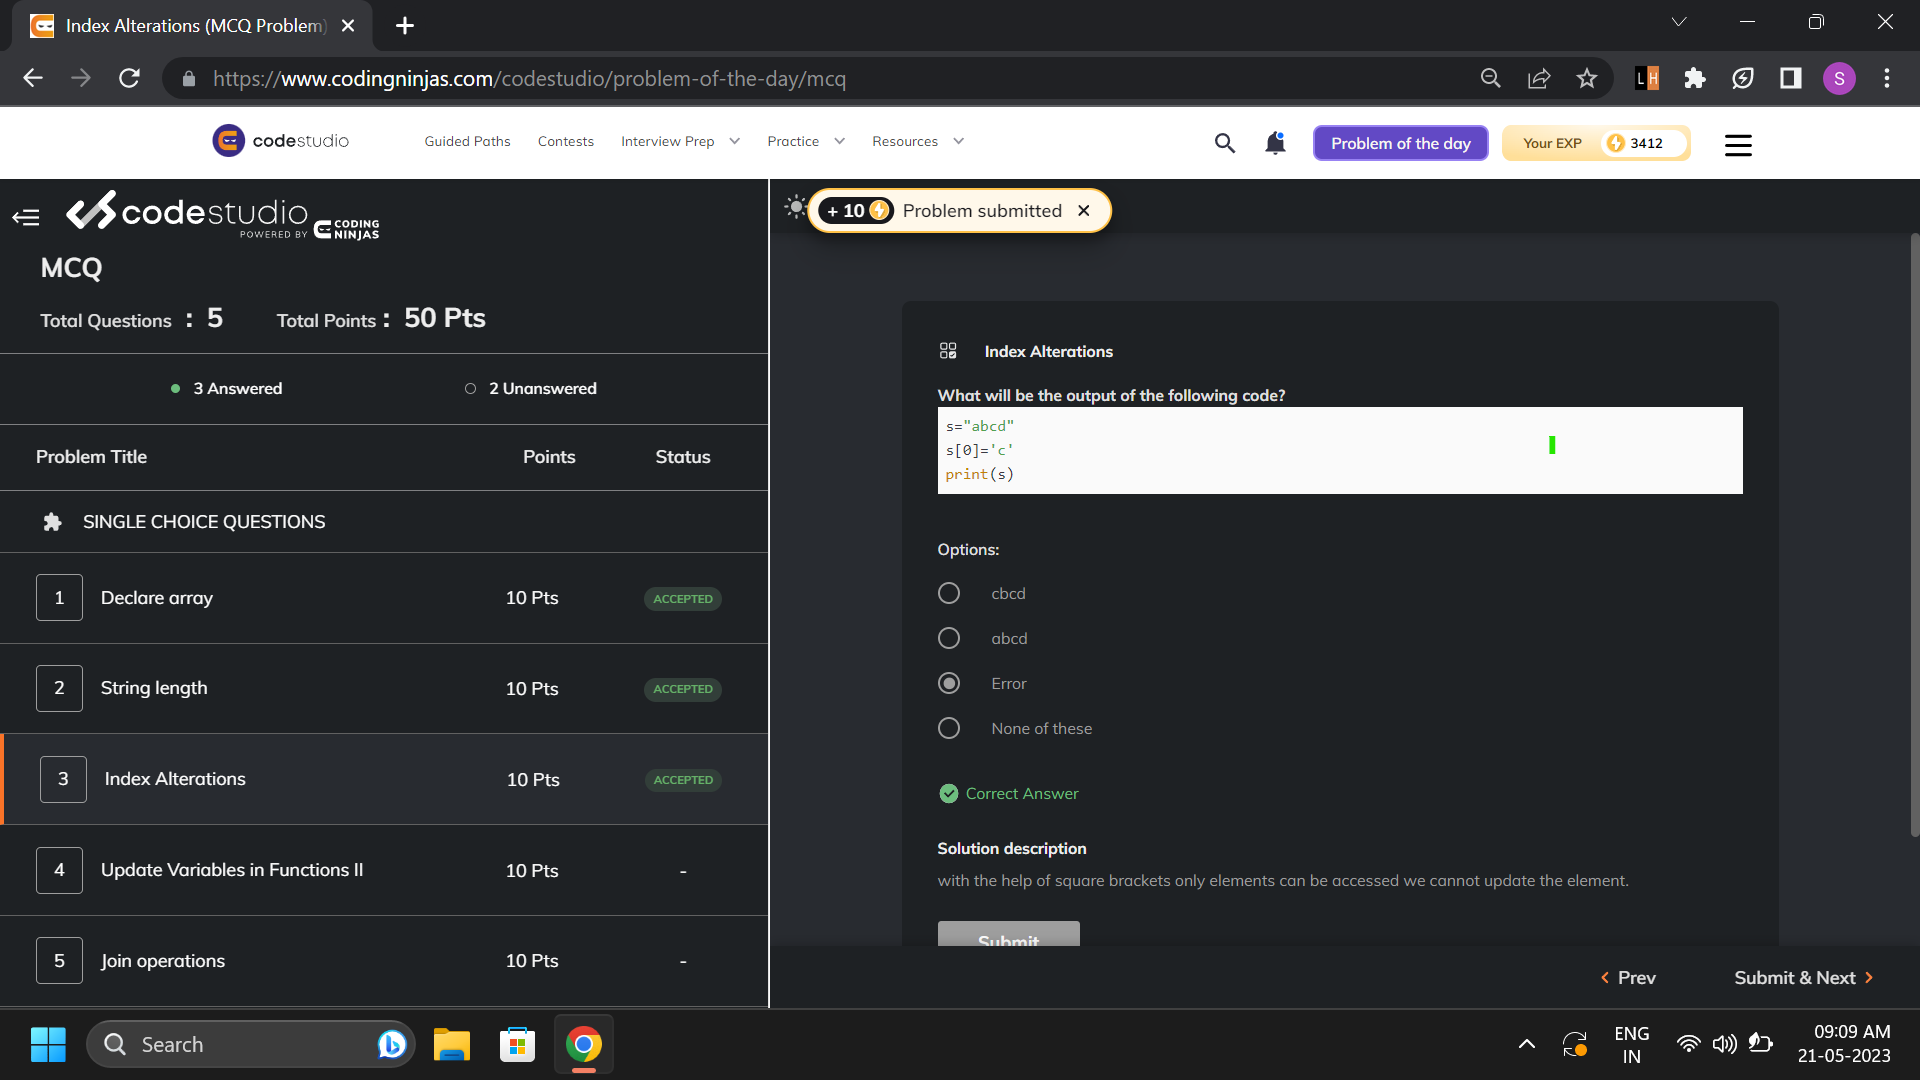 Index Alterations (MCQ Problem)
https://www.codingninjas.com/codestudio/problem-of-the-day/mcq
LH
S
codestudio
Guided Paths
Contests
Interview Prep
Practice
Resources
Problem of the day
Your EXP
3412
codestudio
POWERED BY CODING NINJAS
+ 10
Problem submitted
MCQ
Total Questions : 5
Total Points : 50 Pts
3 Answered
2 Unanswered
Problem Title
Points
Status
SINGLE CHOICE QUESTIONS
1 Declare array 10 Pts ACCEPTED
2 String length 10 Pts ACCEPTED
3 Index Alterations 10 Pts ACCEPTED
4 Update Variables in Functions II 10 Pts -
5 Join operations 10 Pts -
Index Alterations
What will be the output of the following code?
s="abcd"
s[0]='c'
print(s)
Options:
cbcd
abcd
Error
None of these
Correct Answer
Solution description
with the help of square brackets only elements can be accessed we cannot update the element.
Submit
Prev
Submit & Next
Search
ENG
IN
09:09 AM
21-05-2023